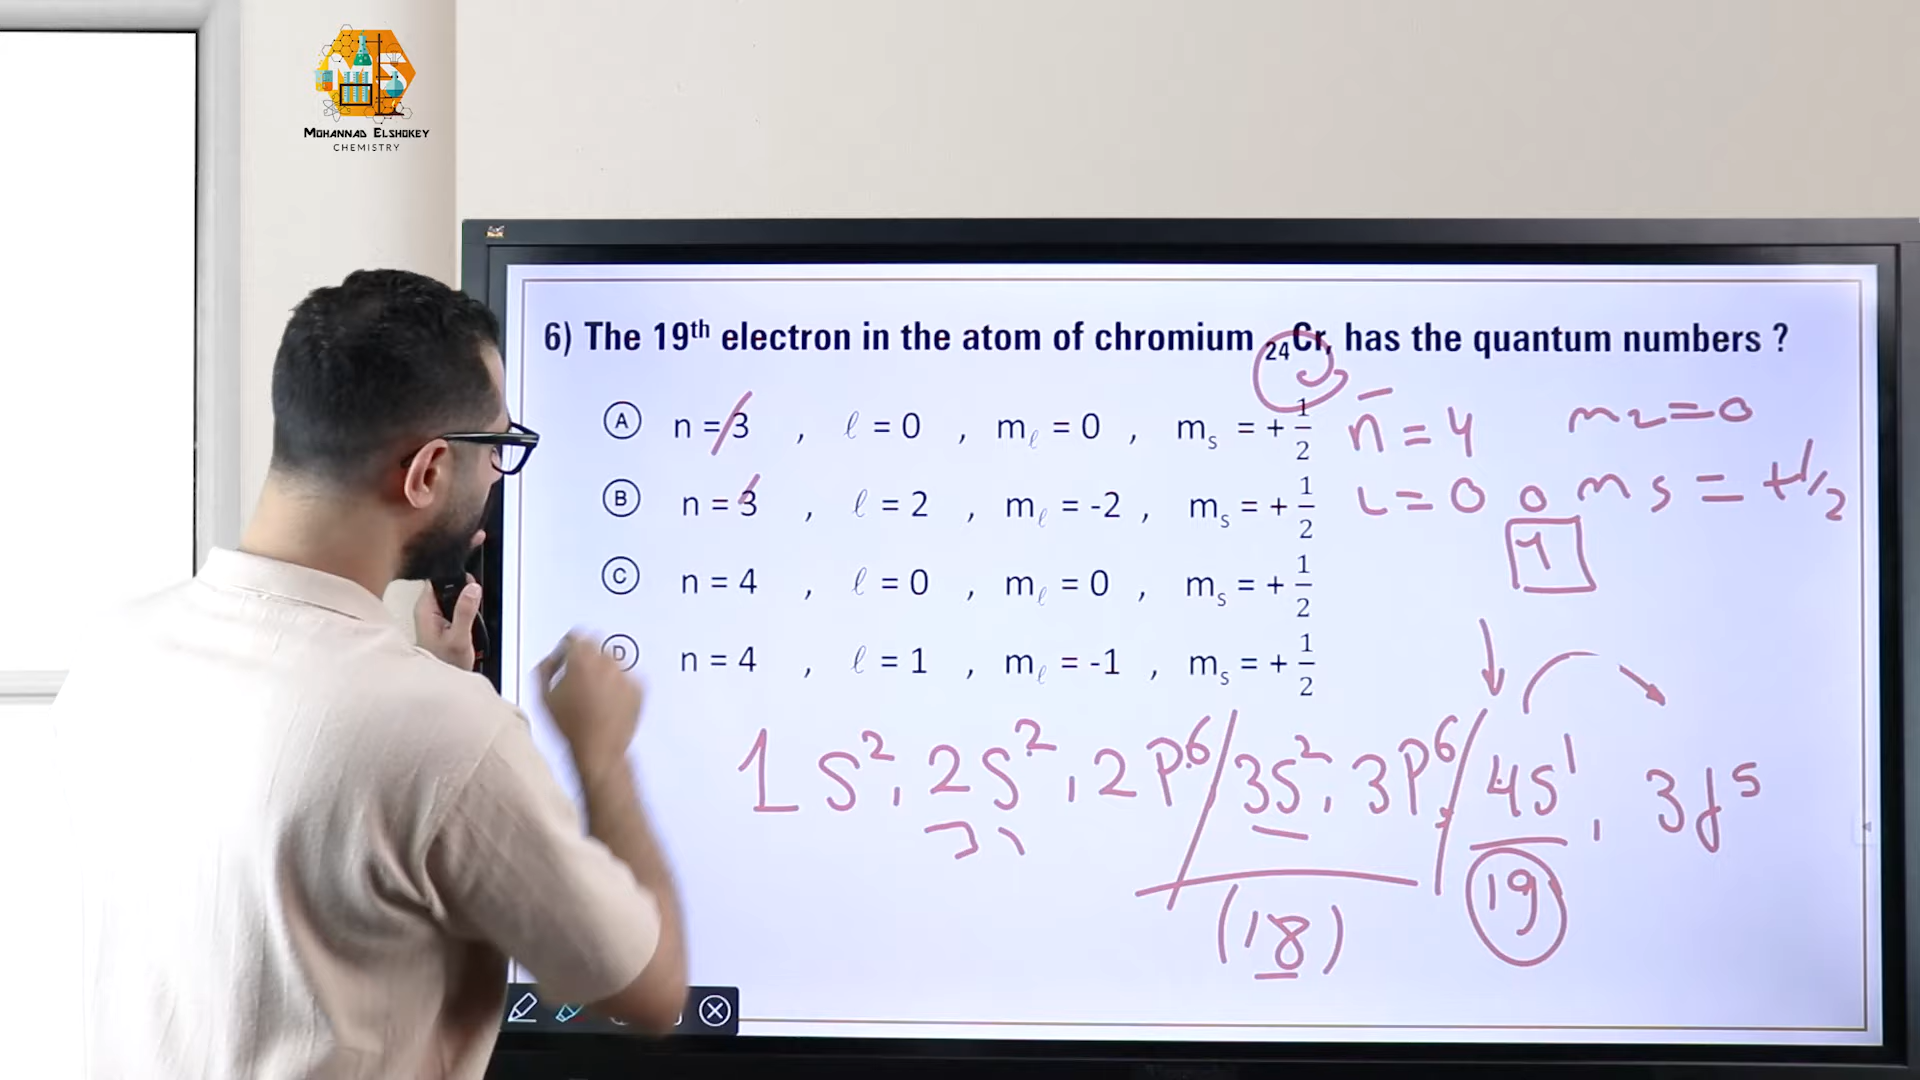 MOHANNAD ELSHOKEY
CHEMISTRY
6) The 19th electron in the atom of chromium ₂₄Cr, has the quantum numbers ?
A n = 3 , ℓ = 0 , mℓ = 0 , ms = + 1/2
B n = 3 , ℓ = 2 , mℓ = -2 , ms = + 1/2
C n = 4 , ℓ = 0 , mℓ = 0 , ms = + 1/2
D n = 4 , ℓ = 1 , mℓ = -1 , ms = + 1/2
n = 4 mL = 0
L = 0 ms = +1/2
0
1
1s², 2s², 2p⁶/3s², 3p⁶/4s¹, 3d⁵
(18)
19